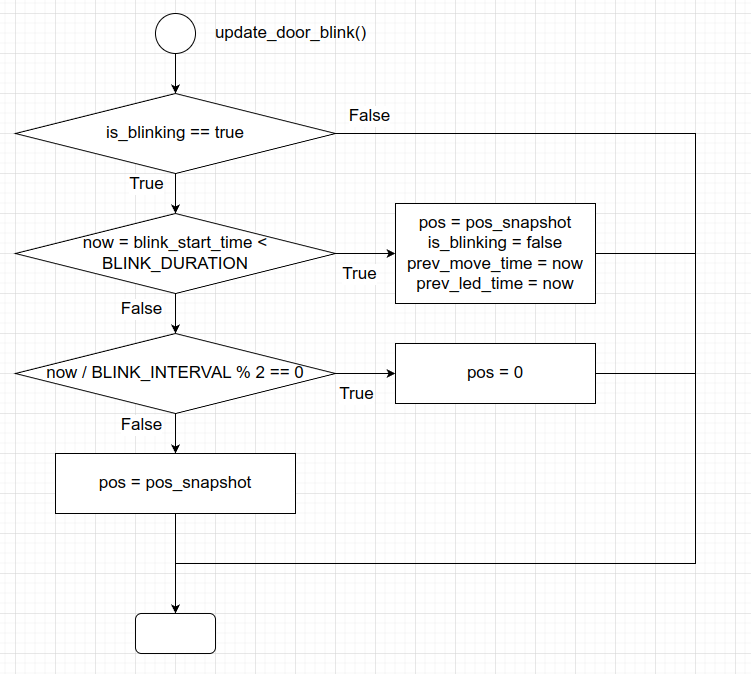 update_door_blink()
False
is_blinking == true
True
now = blink_start_time <
BLINK_DURATION
True
pos = pos_snapshot
is_blinking = false
prev_move_time = now
prev_led_time = now
False
now / BLINK_INTERVAL % 2 == 0
True
pos = 0
False
pos = pos_snapshot